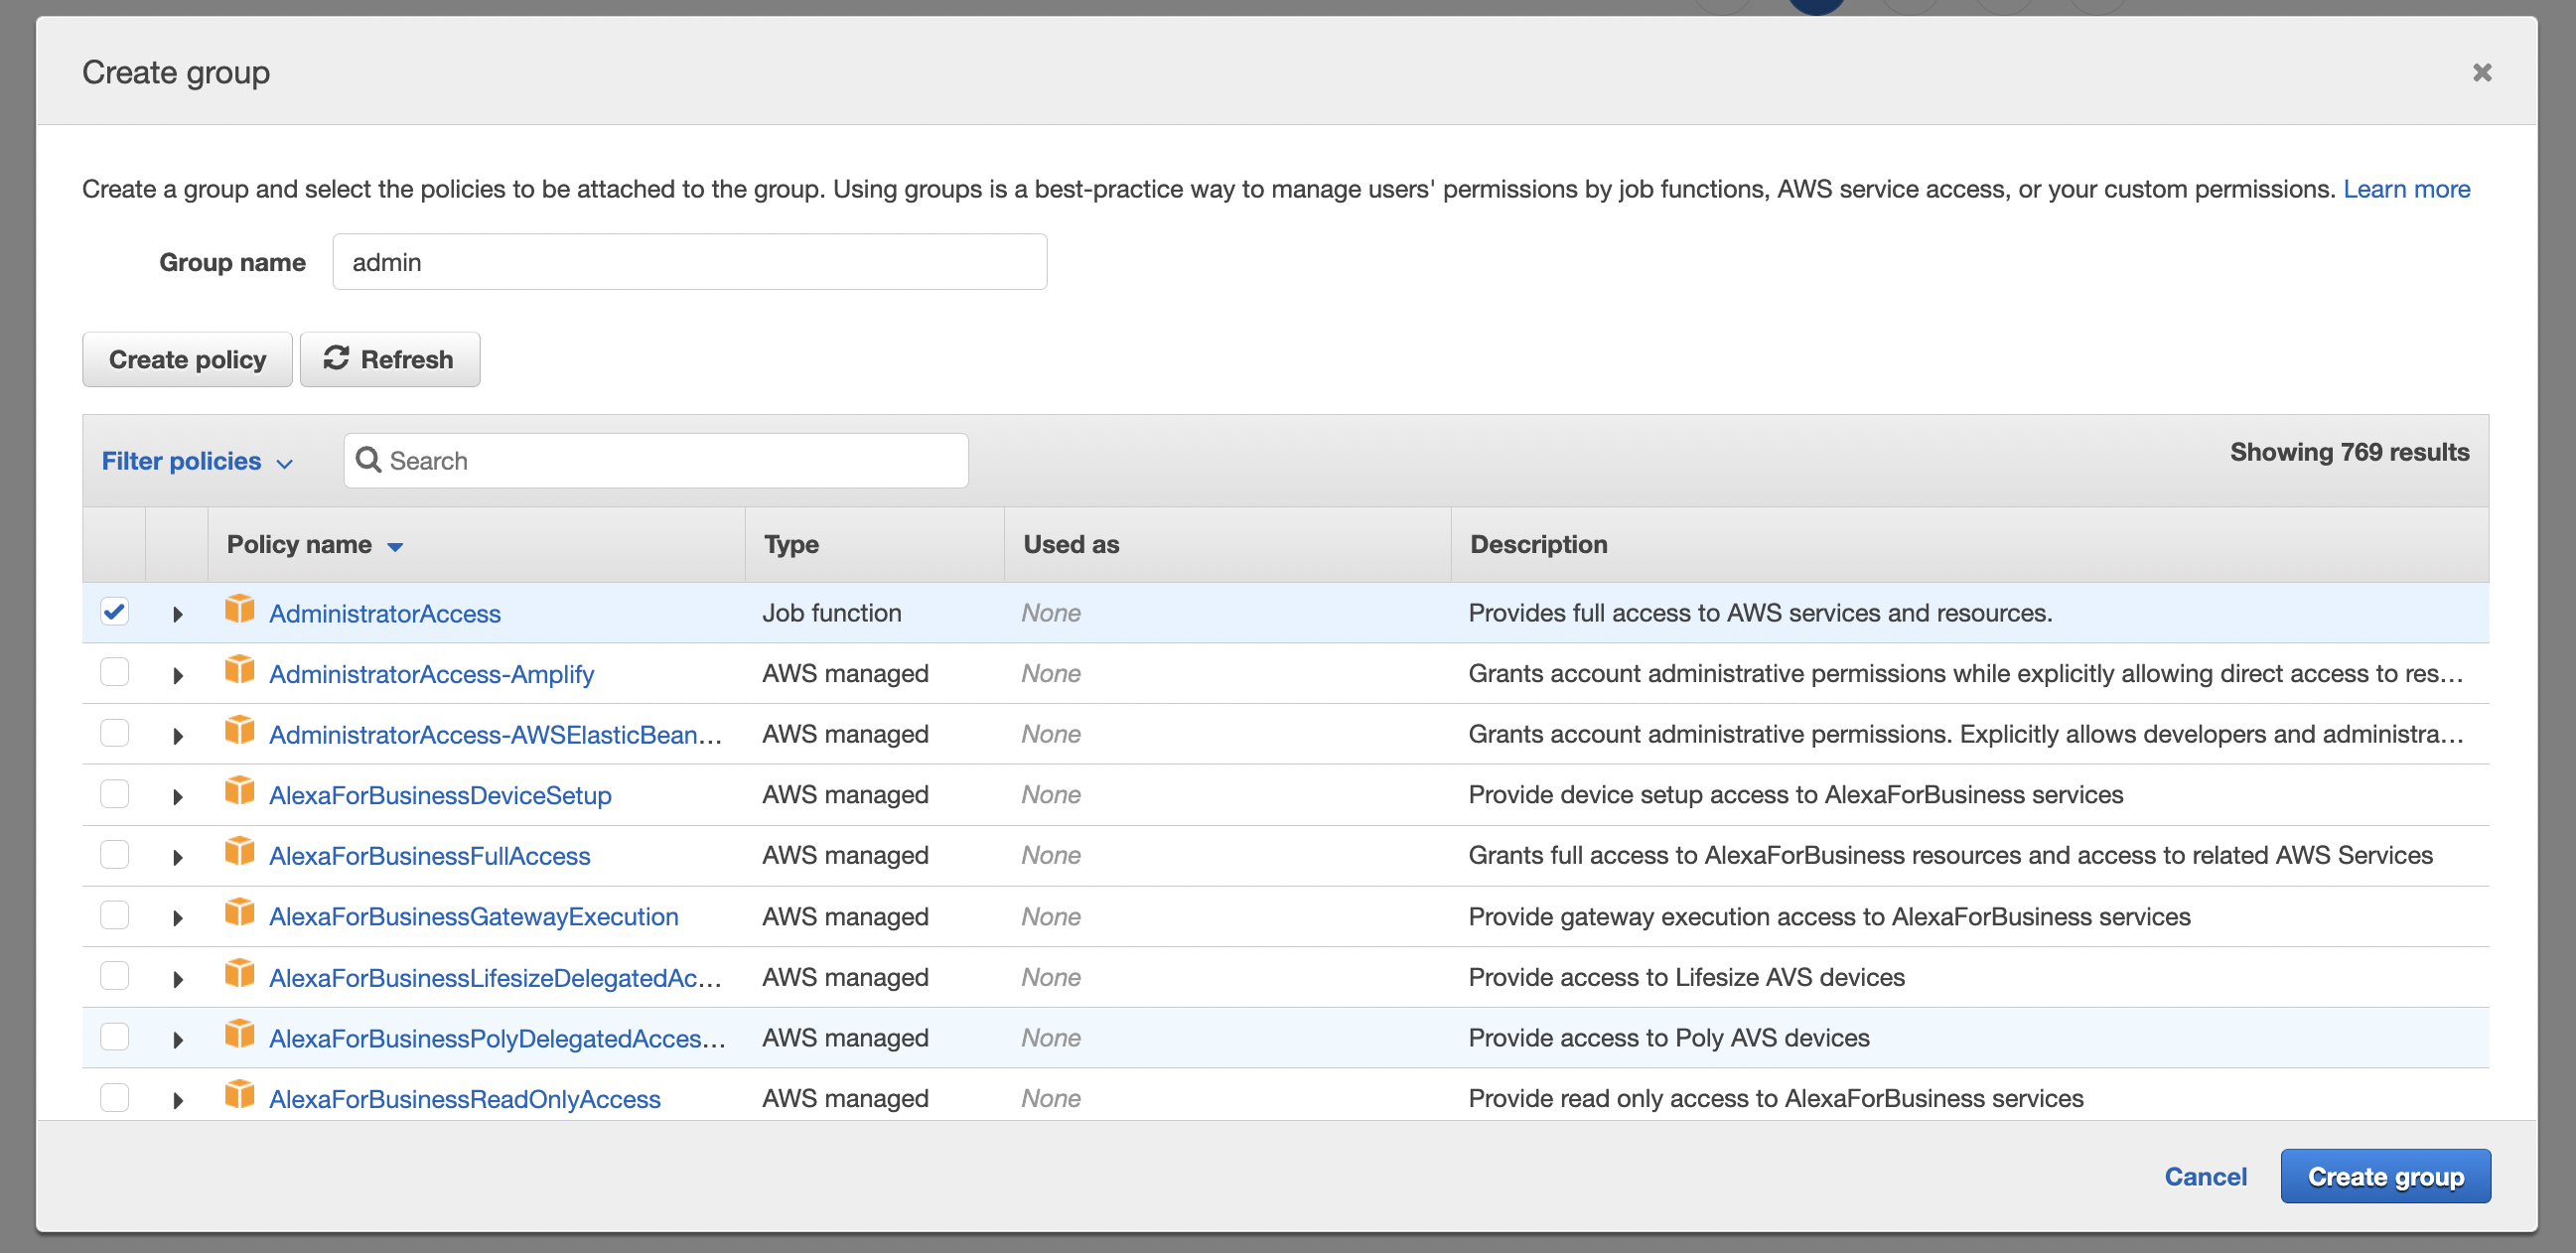 Create group
Create a group and select the policies to be attached to the group. Using groups is a best-practice way to manage users' permissions by job functions, AWS service access, or your custom permissions. Learn more
Group name admin
Create policy Refresh
Filter policies Search Showing 769 results
Policy name Type Used as Description
AdministratorAccess Job function None Provides full access to AWS services and resources.
AdministratorAccess-Amplify AWS managed None Grants account administrative permissions while explicitly allowing direct access to res...
AdministratorAccess-AWSElasticBean... AWS managed None Grants account administrative permissions. Explicitly allows developers and administra...
AlexaForBusinessDeviceSetup AWS managed None Provide device setup access to AlexaForBusiness services
AlexaForBusinessFullAccess AWS managed None Grants full access to AlexaForBusiness resources and access to related AWS Services
AlexaForBusinessGatewayExecution AWS managed None Provide gateway execution access to AlexaForBusiness services
AlexaForBusinessLifesizeDelegatedAc... AWS managed None Provide access to Lifesize AVS devices
AlexaForBusinessPolyDelegatedAcces... AWS managed None Provide access to Poly AVS devices
AlexaForBusinessReadOnlyAccess AWS managed None Provide read only access to AlexaForBusiness services
Cancel Create group